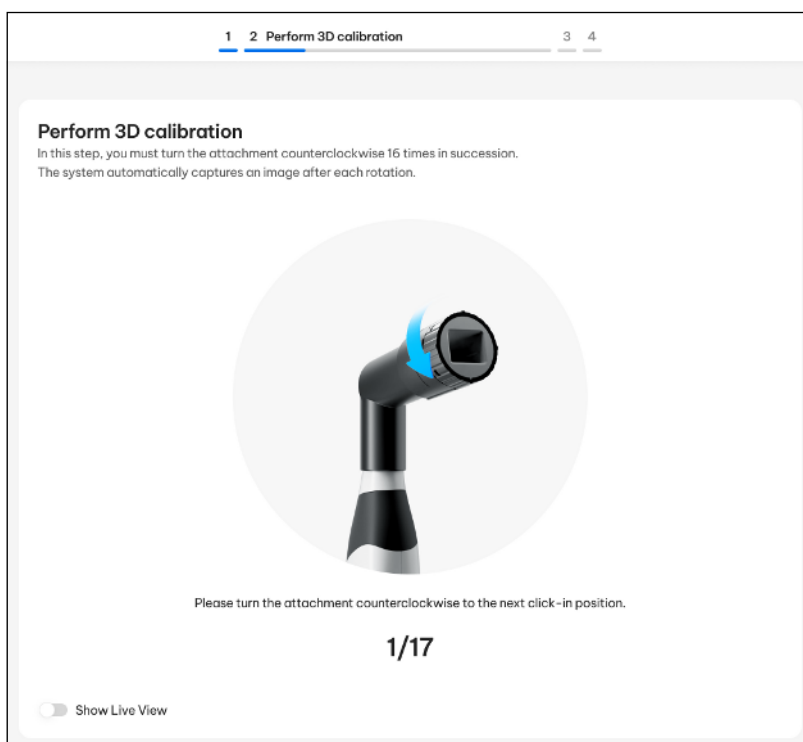 1 2 Perform 3D calibration 3 4
Perform 3D calibration
In this step, you must turn the attachment counterclockwise 16 times in succession.
The system automatically captures an image after each rotation.
Please turn the attachment counterclockwise to the next click-in position.
1/17
Show Live View